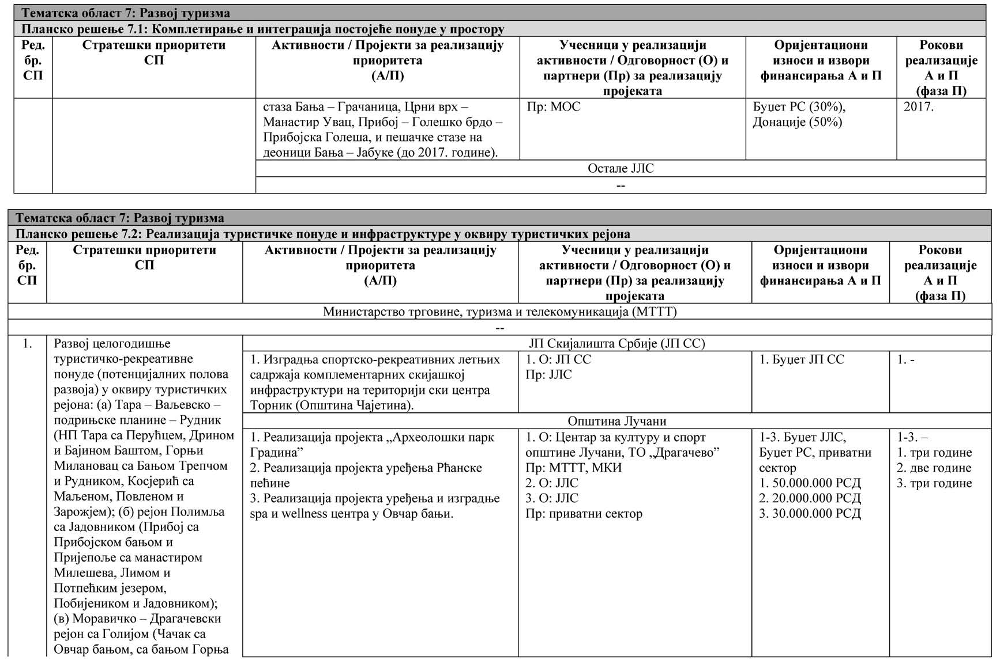 Тематска област 7: Развој туризма
Планско решење 7.1: Комплетирање и интеграција постојеће понуде у простору
Ред.
бр.
СП
Стратешки приоритети
СП
Активности / Пројекти за реализацију
приоритета
(А/П)
Учесници у реализацији
активности / Одговорност (О) и
партнери (Пр) за реализацију
пројеката
Оријентациони
износи и извори
финансирања А и П
Рокови
реализације
А и П
(фаза П)
стаза Бања – Грачаница, Црни врх –
Манастир Увац, Прибој – Голешко брдо –
Прибојска Голеша, и пешачке стазе на
деоници Бања – Јабуке (до 2017. године).
Пр: МОС
Буџет РС (30%),
Донације (50%)
2017.
Остале ЈЛС
--
Тематска област 7: Развој туризма
Планско решење 7.2: Реализација туристичке понуде и инфраструктуре у оквиру туристичких рејона
Ред.
бр.
СП
Стратешки приоритети
СП
Активности / Пројекти за реализацију
приоритета
(А/П)
Учесници у реализацији
активности / Одговорност (О) и
партнери (Пр) за реализацију
пројеката
Оријентациони
износи и извори
финансирања А и П
Рокови
реализације
А и П
(фаза П)
Министарство трговине, туризма и телекомуникација (МТТТ)
--
1.
Развој целогодишње
туристичко-рекреативне
понуде (потенцијалних полова
развоја) у оквиру туристичких
рејона: (а) Тара – Ваљевско –
подрињске планине – Рудник
(НП Тара са Перућцем, Дрином
и Бајином Баштом, Горњи
Милановац са Бањом Трепчом
и Рудником, Косјерић са
Маљеном, Повленом и
Зарожјем); (б) рејон Полимља
са Јадовником (Прибој са
Прибојском бањом и
Пријепоље са манастиром
Милешева, Лимом и
Потпећким језером,
Побијеником и Јадовником);
(в) Моравичко – Драгачевски
рејон са Голијом (Чачак са
Овчар бањом, са бањом Горња
ЈП Скијалишта Србије (ЈП СС)
1. Изградња спортско-рекреативних летњих
садржаја комплементарних скијашкој
инфраструктури на територији ски центра
Торник (Општина Чајетина).
1. О: ЈП СС
Пр: ЈЛС
1. Буџет ЈП СС
1. -
Општина Лучани
1. Реализација пројекта „Археолошки парк
Градина”
2. Реализација пројекта уређења Рћанске
пећине
3. Реализација пројекта уређења и изградње
spa и wellness центра у Овчар бањи.
1. О: Центар за културу и спорт
општине Лучани, ТО „Драгачево”
Пр: МТТТ, МКИ
2. О: ЈЛС
3. О: ЈЛС
Пр: приватни сектор
1-3. Буџет ЈЛС,
Буџет РС, приватни
сектор
1. 50.000.000 РСД
2. 20.000.000 РСД
3. 30.000.000 РСД
1-3. –
1. три године
2. две године
3. три године